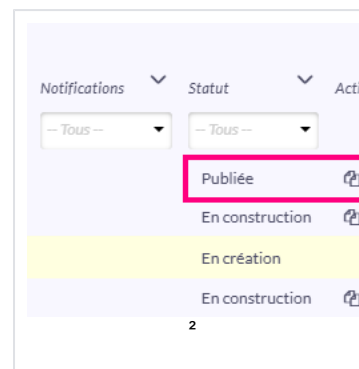 Notifications Statut Acti
-- Tous -- -- Tous --
Publiée
En construction
En création
En construction
2